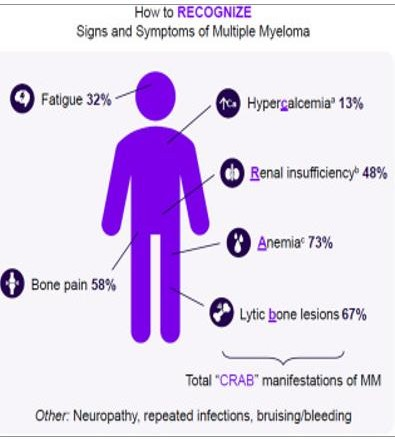 How to RECOGNIZE
Signs and Symptoms of Multiple Myeloma
Fatigue 32%
↑Ca
Hypercalcemiaᵃ 13%
Renal insufficiencyᵇ 48%
Anemiaᶜ 73%
Bone pain 58%
Lytic bone lesions 67%
Total “CRAB” manifestations of MM
Other: Neuropathy, repeated infections, bruising/bleeding